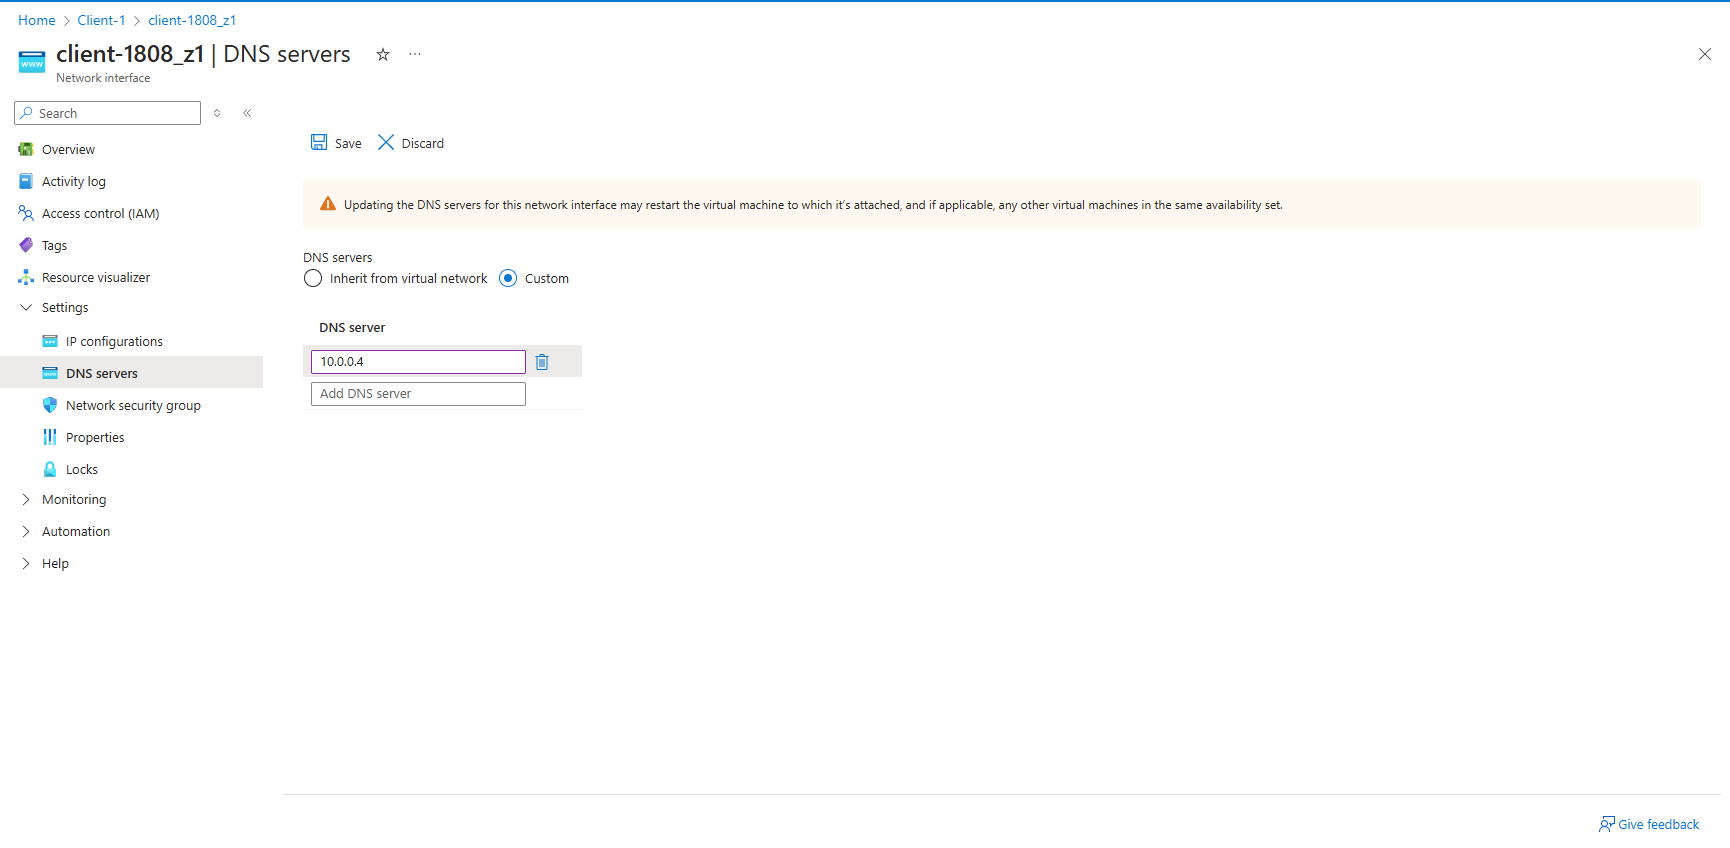 Home > Client-1 > client-1808_z1
client-1808_z1 | DNS servers
Network interface
Search
Overview
Activity log
Access control (IAM)
Tags
Resource visualizer
Settings
IP configurations
DNS servers
Network security group
Properties
Locks
Monitoring
Automation
Help
Save Discard
Updating the DNS servers for this network interface may restart the virtual machine to which it's attached, and if applicable, any other virtual machines in the same availability set.
DNS servers
Inherit from virtual network Custom
DNS server
10.0.0.4
Add DNS server
Give feedback